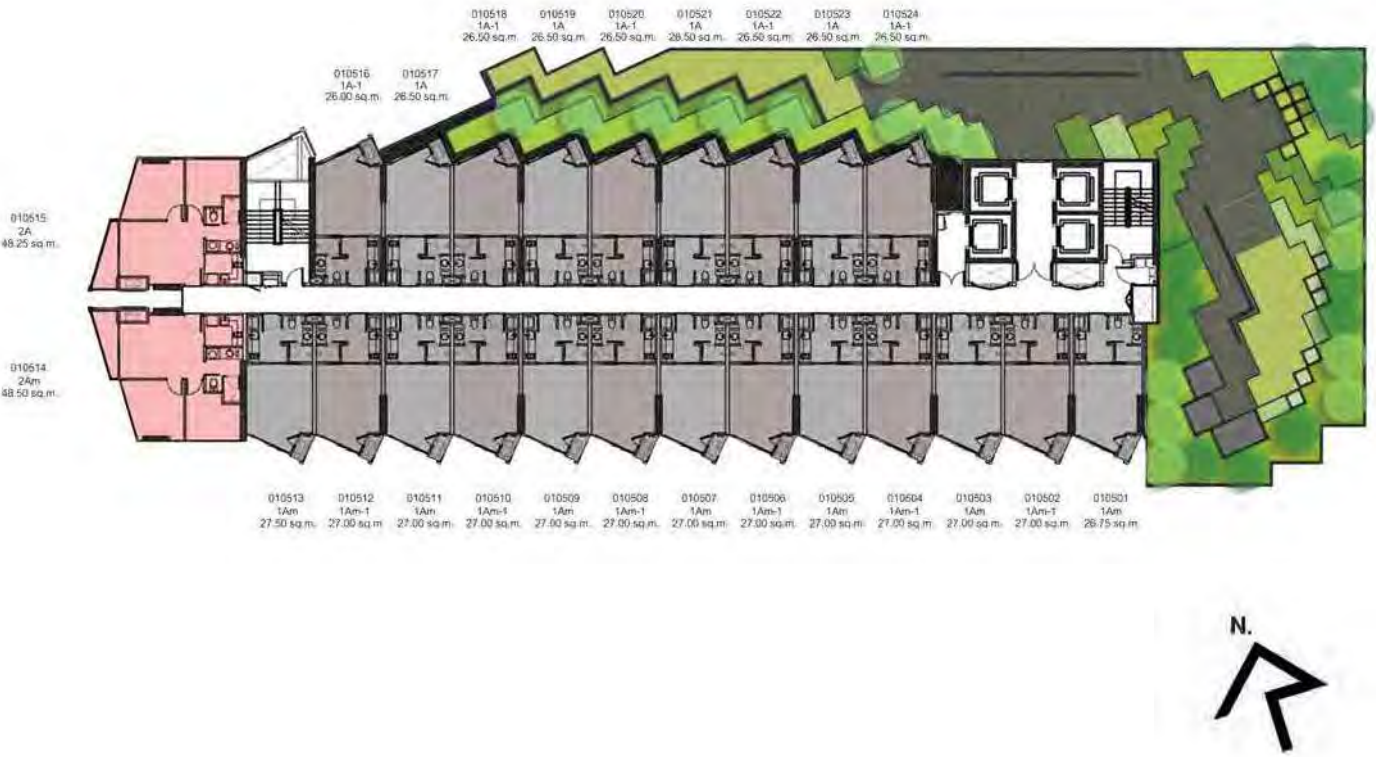 010518
1A-1
26.50 sq.m.
010519
1A
26.50 sq.m.
010520
1A-1
26.50 sq.m.
010521
1A
26.50 sq.m.
010522
1A-1
26.50 sq.m.
010523
1A
26.50 sq.m.
010524
1A-1
26.50 sq.m.
010516
1A-1
26.00 sq.m.
010517
1A
26.50 sq.m.
010515
2A
48.25 sq.m.
010514
2Am
48.50 sq.m.
010513
1Am
27.50 sq.m.
010512
1Am-1
27.00 sq.m
010511
1Am
27.00 sq.m.
010510
1Am-1
27.00 sq.m.
010509
1Am
27.00 sq.m.
010508
1Am-1
27.00 sq.m.
010507
1Am
27.00 sq.m.
010506
1Am-1
27.00 sq.m
010505
1Am
27.00 sq.m.
010504
1Am-1
27.00 sq.m.
010503
1Am
27.00 sq.m.
010502
1Am-1
27.00 sq.m
010501
1Am
26.75 sq.m
N.